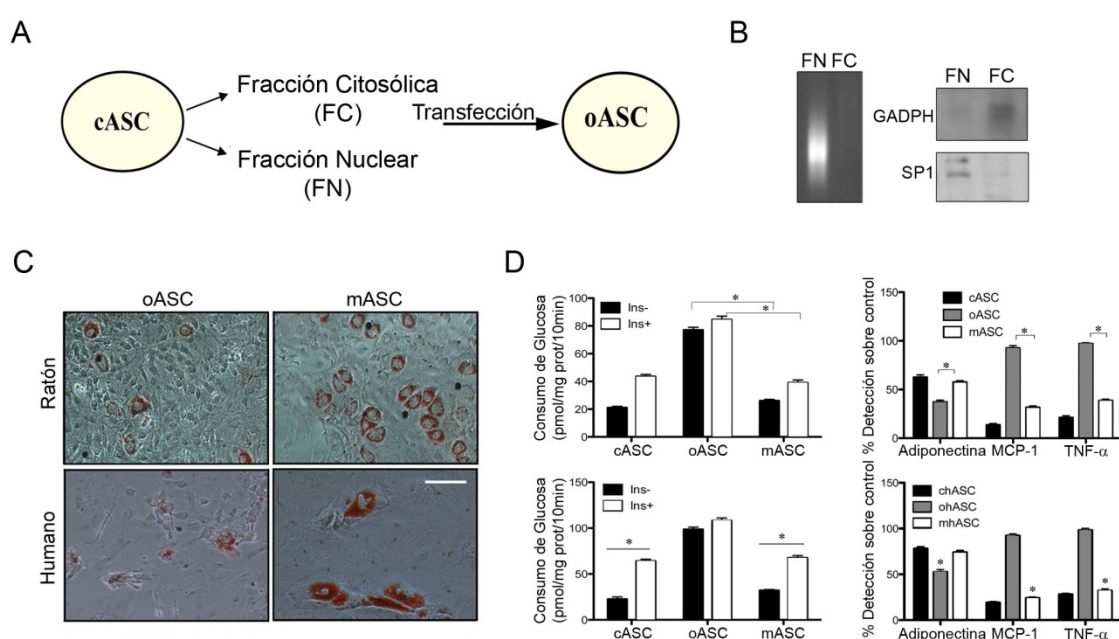 A
cASC
Fracción Citosólica
(FC)
Fracción Nuclear
(FN)
Transfección
oASC
B
FN FC
FN FC
GADPH
SP1
C
oASC mASC
Ratón
Humano
D
Consumo de Glucosa
(pmol/mg prot/10min)
100
80
60
40
20
0
Ins-
Ins+
* *
cASC oASC mASC
% Detección sobre control
150
100
50
0
cASC
oASC
mASC
* * *
Adiponectina MCP-1 TNF-α
Consumo de Glucosa
(pmol/mg prot/10min)
150
100
50
0
Ins-
Ins+
* *
cASC oASC mASC
% Detección sobre control
150
100
50
0
chASC
ohASC
mhASC
* * *
Adiponectina MCP-1 TNF-α